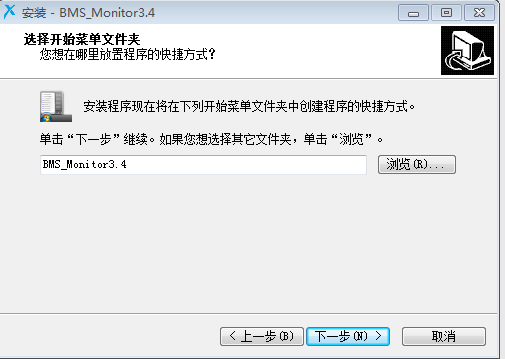 安装 - BMS_Monitor3.4
选择开始菜单文件夹
您想在哪里放置程序的快捷方式?
安装程序现在将在下列开始菜单文件夹中创建程序的快捷方式。
单击“下一步”继续。如果您想选择其它文件夹，单击“浏览”。
BMS_Monitor3.4
浏览(R)...
< 上一步(B)
下一步(N) >
取消